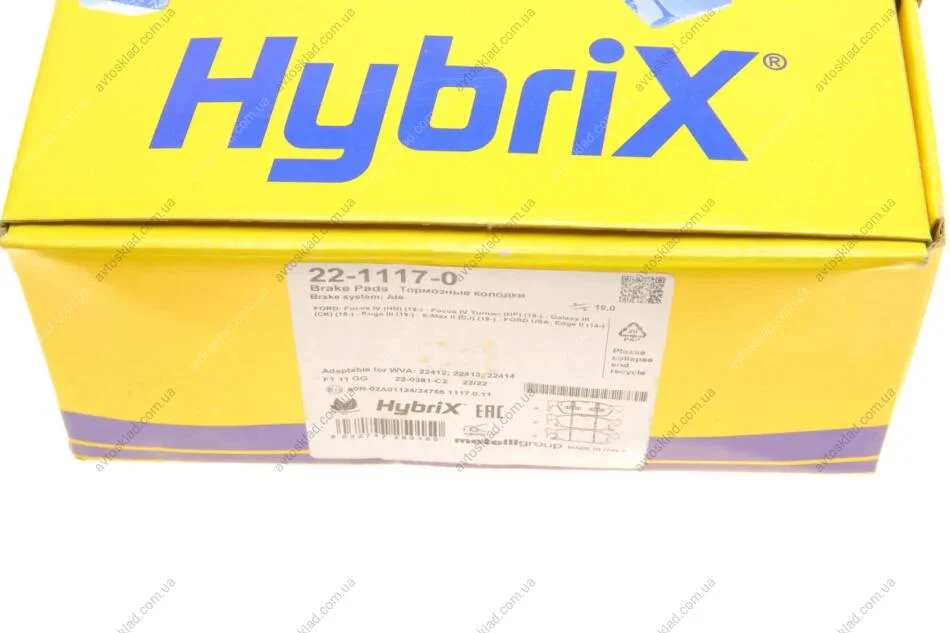 HybriX®
22-1117-0
Brake Pads Тормозные колодки
Brake system: Ate
19,0
FORD: Focus IV (HN) (18-) - Focus IV Turnier (HP) (18-) - Galaxy III
(CK) (15-) - Kuga III (19-) - S-Max II (CJ) (15-) - FORD USA: Edge II (14-)
PAP
Please
collapse
and
recycle
Adaptable for WVA: 22412; 22413; 22414
FT 11 GG 22-0381-C2 22/22
90R-02A01124/34756 1117.0.11
HybriX EAC
metelligroup
MADE IN ITALY
avtosklad.com.ua